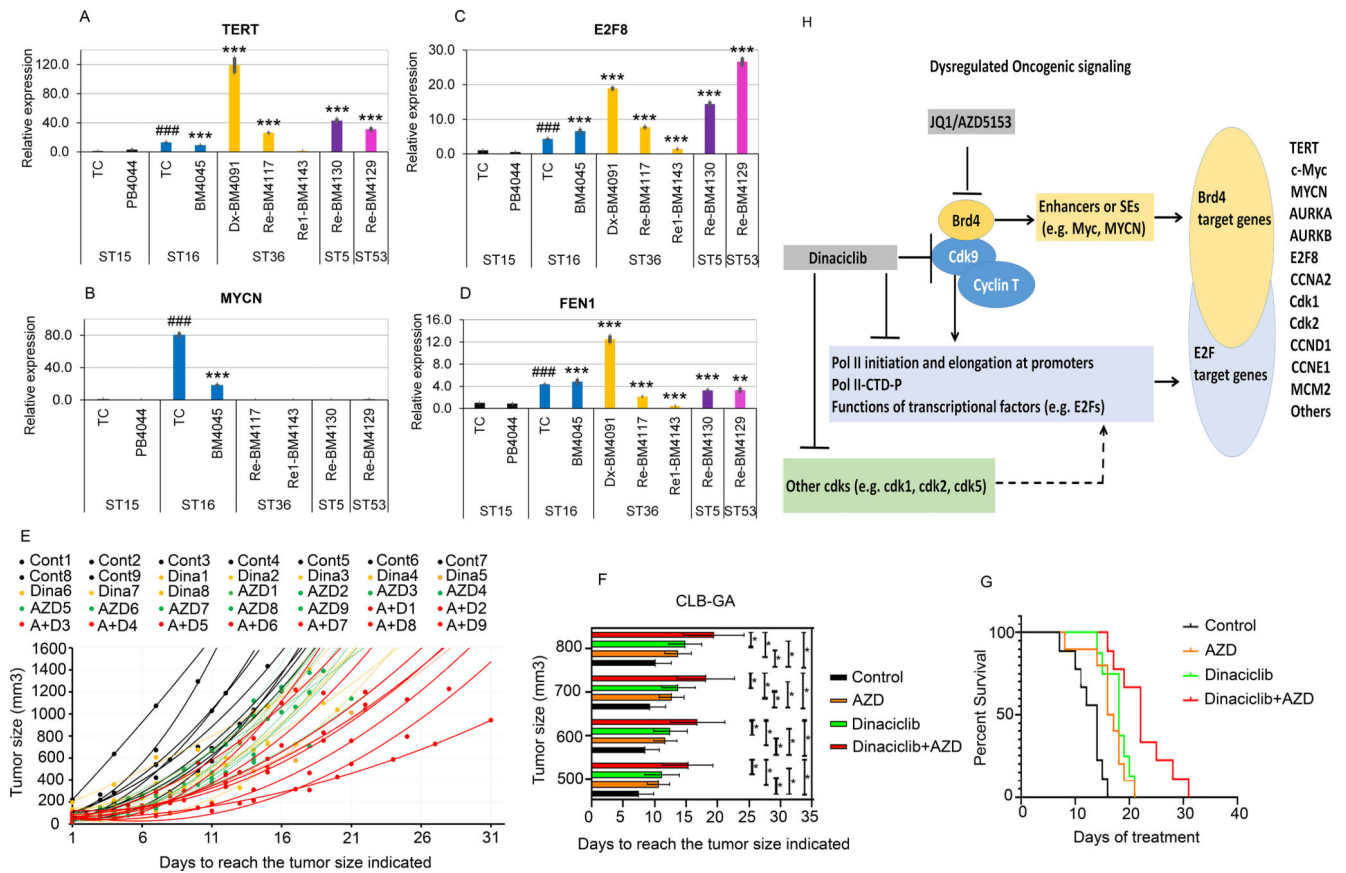 A
TERT
Relative expression
120.0
80.0
40.0
0.0
###
***
***
***
***
***
TC
PB4044
TC
BM4045
Dx-BM4091
Re-BM4117
Re1-BM4143
Re-BM4130
Re-BM4129
ST15
ST16
ST36
ST5
ST53
C
E2F8
Relative expression
30.0
20.0
10.0
0.0
###
***
***
***
***
***
***
TC
PB4044
TC
BM4045
Dx-BM4091
Re-BM4117
Re1-BM4143
Re-BM4130
Re-BM4129
ST15
ST16
ST36
ST5
ST53
B
MYCN
Relative expression
80.0
40.0
0.0
###
***
TC
PB4044
TC
BM4045
Re-BM4117
Re1-BM4143
Re-BM4130
Re-BM4129
ST15
ST16
ST36
ST5
ST53
D
FEN1
Relative expression
16.0
12.0
8.0
4.0
0.0
###
***
***
***
***
***
**
TC
PB4044
TC
BM4045
Dx-BM4091
Re-BM4117
Re1-BM4143
Re-BM4130
Re-BM4129
ST15
ST16
ST36
ST5
ST53
H
Dysregulated Oncogenic signaling
JQ1/AZD5153
Brd4
Cdk9
Cyclin T
Enhancers or SEs
(e.g. Myc, MYCN)
Dinaciclib
Pol II initiation and elongation at promoters
Pol II-CTD-P
Functions of transcriptional factors (e.g. E2Fs)
Other cdks (e.g. cdk1, cdk2, cdk5)
Brd4
target genes
E2F
target genes
TERT
c-Myc
MYCN
AURKA
AURKB
E2F8
CCNA2
Cdk1
Cdk2
CCND1
CCNE1
MCM2
Others
E
Cont1 Cont2 Cont3 Cont4 Cont5 Cont6 Cont7
Cont8 Cont9 Dina1 Dina2 Dina3 Dina4 Dina5
Dina6 Dina7 Dina8 AZD1 AZD2 AZD3 AZD4
AZD5 AZD6 AZD7 AZD8 AZD9 A+D1 A+D2
A+D3 A+D4 A+D5 A+D6 A+D7 A+D8 A+D9
Tumor size (mm3)
1600
1400
1200
1000
800
600
400
200
0
1 6 11 16 21 26 31
Days to reach the tumor size indicated
F
CLB-GA
Tumor size (mm3)
800
* * * * *
700
* * * * *
600
* * * * *
500
* * * * *
0 5 10 15 20 25 30 35
Days to reach the tumor size indicated
Control
AZD
Dinaciclib
Dinaciclib+AZD
G
Percent Survival
100
50
0
0 10 20 30 40
Days of treatment
Control
AZD
Dinaciclib
Dinaciclib+AZD